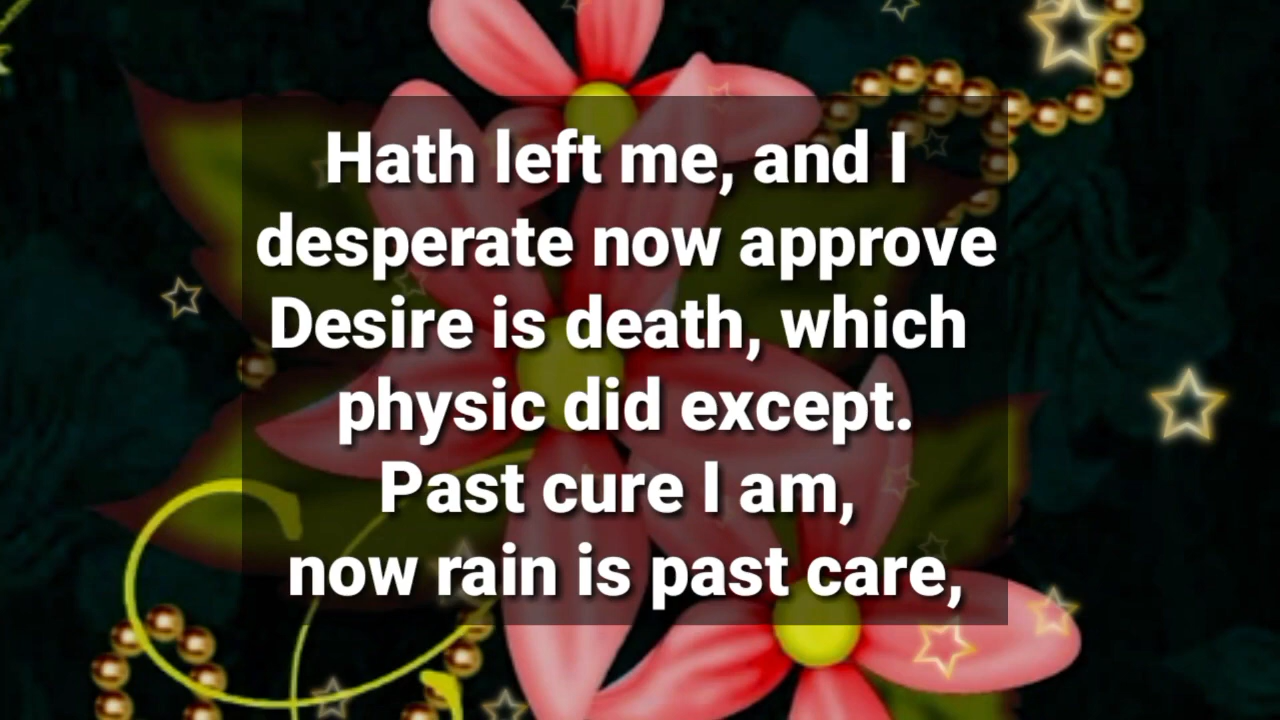 Hath left me, and I
desperate now approve
Desire is death, which
physic did except.
Past cure I am,
now rain is past care,